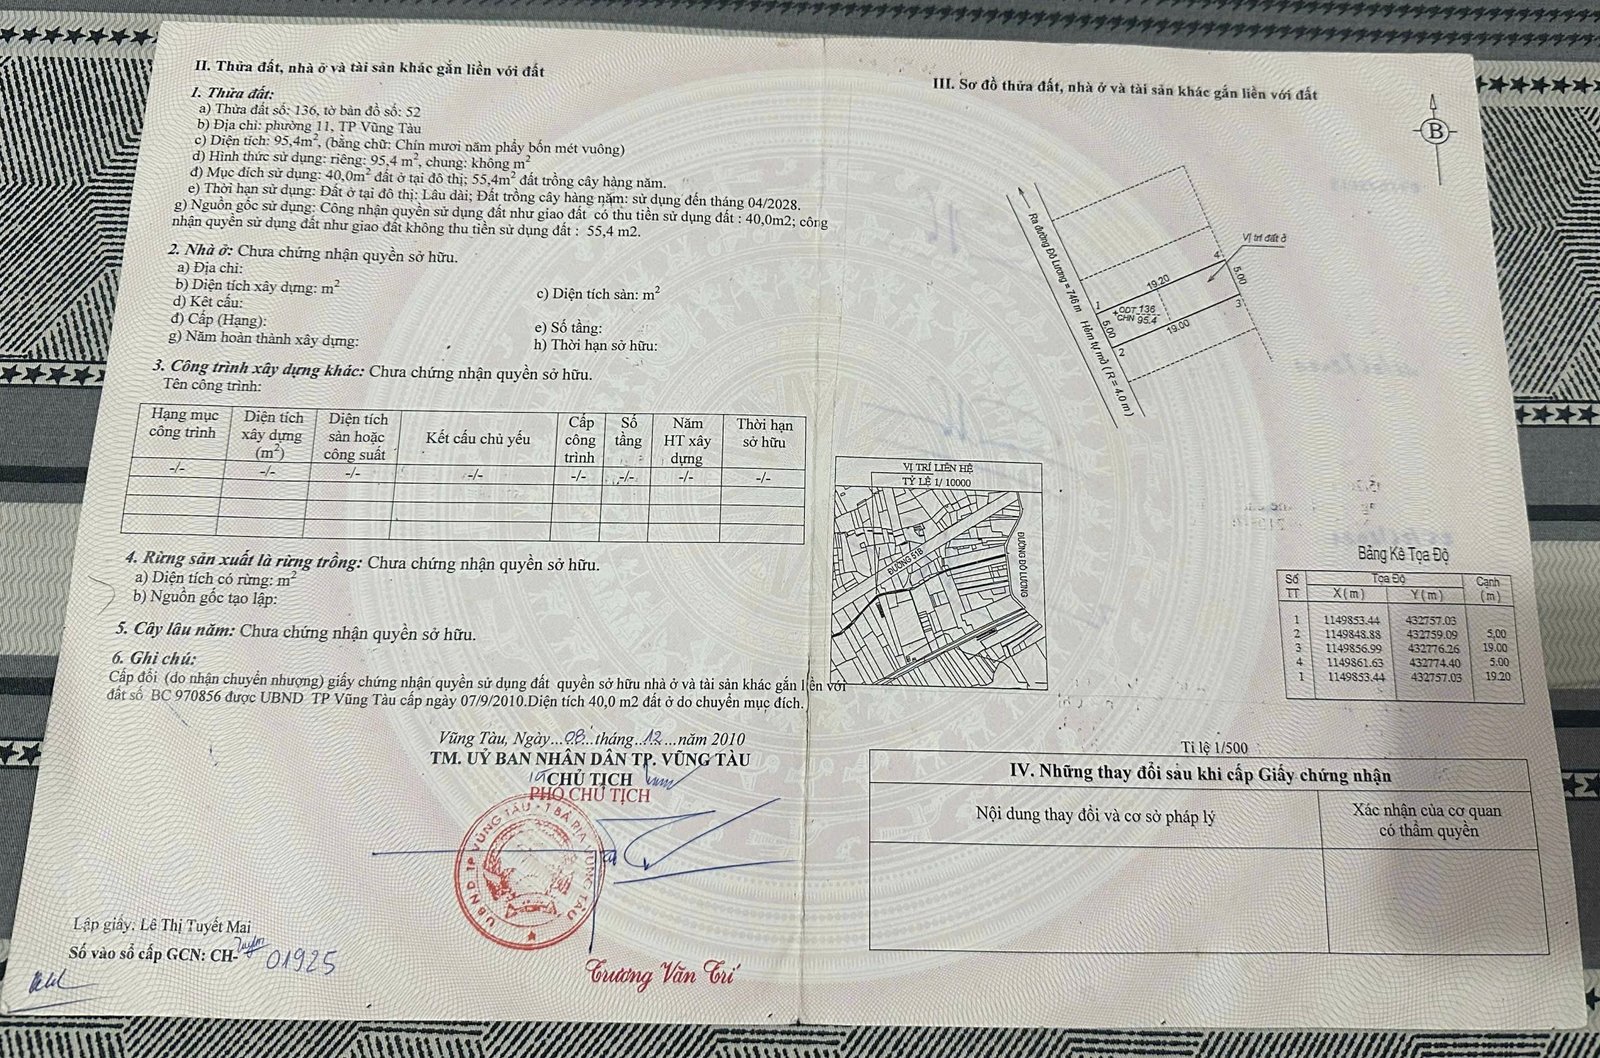 II. Thửa đất, nhà ở và tài sản khác gắn liền với đất
1. Thửa đất:
a) Thửa đất số: 136, tờ bản đồ số: 52
b) Địa chỉ: phường 11, TP Vũng Tàu
c) Diện tích: 95,4m², (bằng chữ: Chín mươi năm phẩy bốn mét vuông)
d) Hình thức sử dụng: riêng: 95,4 m², chung: không m²
đ) Mục đích sử dụng: 40,0m² đất ở tại đô thị; 55,4m² đất trồng cây hàng năm.
e) Thời hạn sử dụng: Đất ở tại đô thị: Lâu dài; Đất trồng cây hàng năm: sử dụng đến tháng 04/2028.
g) Nguồn gốc sử dụng: Công nhận quyền sử dụng đất như giao đất có thu tiền sử dụng đất : 40,0m2; công
nhận quyền sử dụng đất như giao đất không thu tiền sử dụng đất : 55,4 m2.
2. Nhà ở: Chưa chứng nhận quyền sở hữu.
a) Địa chỉ:
b) Diện tích xây dựng: m²
c) Diện tích sàn: m²
d) Kêt cấu:
đ) Cấp (Hạng):
e) Số tầng:
g) Năm hoàn thành xây dựng:
h) Thời hạn sở hữu:
3. Công trình xây dựng khác: Chưa chứng nhận quyền sở hữu.
Tên công trình:
Hạng mục công trình
Diện tích xây dựng (m²)
Diện tích sàn hoặc công suất
Kết cấu chủ yếu
Cấp công trình
Số tầng
Năm HT xây dựng
Thời hạn sở hữu
-/- -/- -/- -/- -/- -/- -/- -/-
4. Rừng sản xuất là rừng trồng: Chưa chứng nhận quyền sở hữu.
a) Diện tích có rừng: m²
b) Nguồn gốc tạo lập:
5. Cây lâu năm: Chưa chứng nhận quyền sở hữu.
6. Ghi chú:
Cấp đổi (do nhận chuyển nhượng) giấy chứng nhận quyền sử dụng đất quyền sở hữu nhà ở và tài sản khác gắn liền với
đất số BC 970856 được UBND TP Vũng Tàu cấp ngày 07/9/2010.Diện tích 40,0 m2 đất ở do chuyển mục đích.
Vũng Tàu, Ngày...08...tháng...12...năm 2010
TM. UỶ BAN NHÂN DÂN TP. VŨNG TÀU
CHỦ TỊCH
PHÓ CHỦ TỊCH
U.B.N.D T.P VŨNG TÀU - T BÀ RỊA VŨNG TÀU
Trương Văn Trí
Lập giấy: Lê Thị Tuyết Mai
Số vào sổ cấp GCN: CH- 01925
III. Sơ đồ thửa đất, nhà ở và tài sản khác gắn liền với đất
B
Ra đường Đô Lương = 746 m
Hẻm tự mở ( R = 4.0 m )
Vị trí đất ở
4
5.00
19.20
3
1
ODT 136
CHN 95.4
5.00
19.00
2
VỊ TRÍ LIÊN HỆ
TỶ LỆ 1/ 10000
ĐƯỜNG 51B
ĐƯỜNG ĐÔ LƯƠNG
Bảng Kê Tọa Độ
Số TT
Tọa Độ
Cạnh (m)
X ( m )
Y ( m )
1 1149853.44 432757.03
2 1149848.88 432759.09 5.00
3 1149856.99 432776.26 19.00
4 1149861.63 432774.40 5.00
1 1149853.44 432757.03 19.20
Tỉ lệ 1/500
IV. Những thay đổi sau khi cấp Giấy chứng nhận
Nội dung thay đổi và cơ sở pháp lý
Xác nhận của cơ quan có thẩm quyền